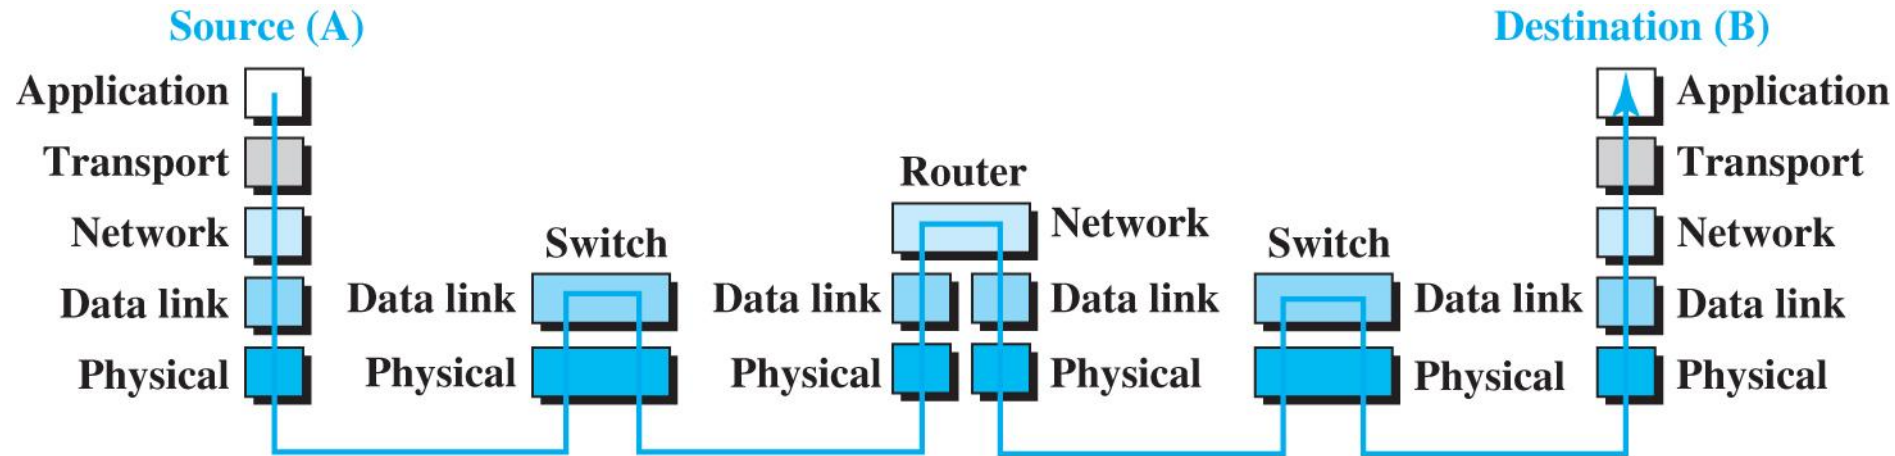 Source (A)
Destination (B)
Application
Transport
Network
Data link
Physical
Switch
Data link
Physical
Router
Network
Data link
Data link
Physical
Physical
Switch
Data link
Physical
Application
Transport
Network
Data link
Physical